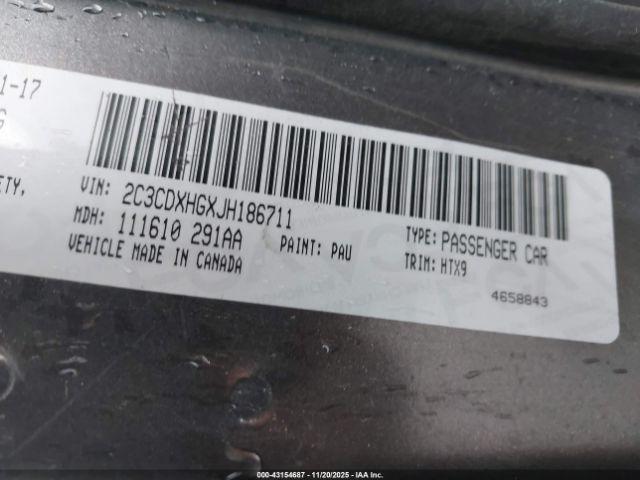 1-17
G
ETY,
VIN: 2C3CDXHGXJH186711
MDH: 111610 291AA
PAINT: PAU
TYPE: PASSENGER CAR
VEHICLE MADE IN CANADA
TRIM: HTX9
4658843
000-43154687 - 11/20/2025 - IAA Inc.